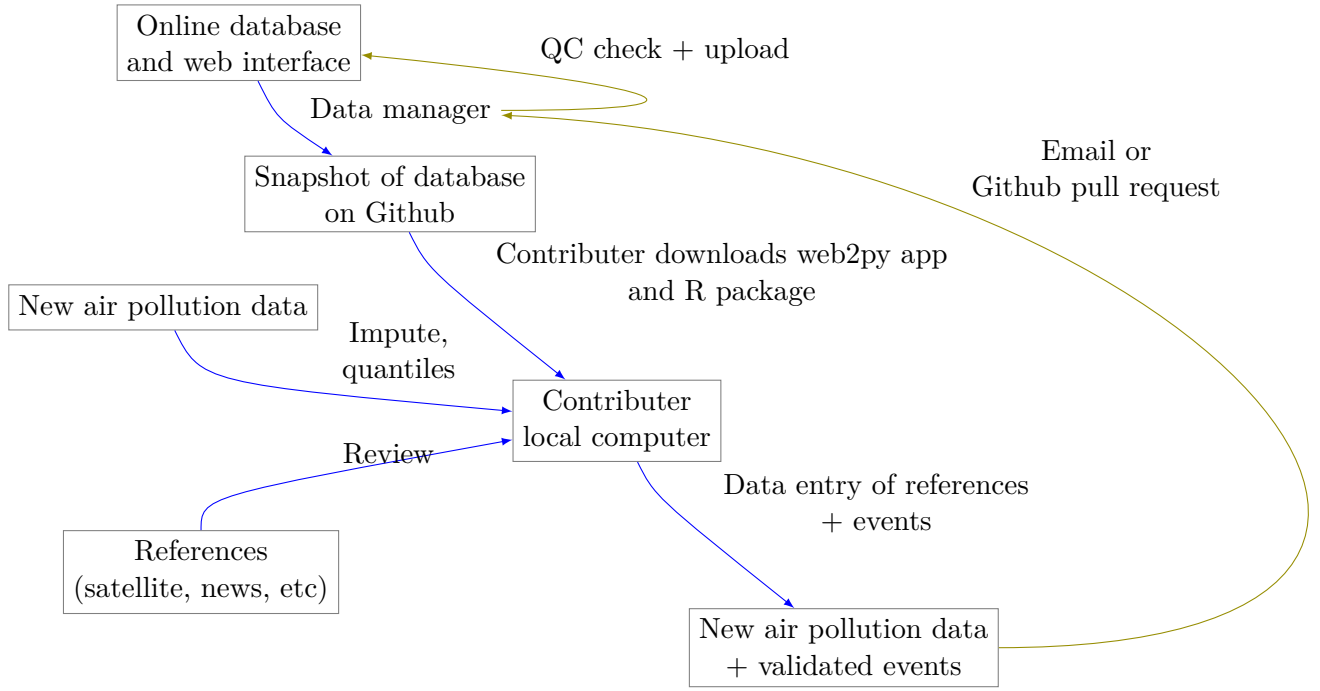 Online database
and web interface
QC check + upload
Data manager
Email or
Github pull request
Snapshot of database
on Github
Contributer downloads web2py app
and R package
New air pollution data
Impute,
quantiles
Contributer
local computer
Review
Data entry of references
+ events
References
(satellite, news, etc)
New air pollution data
+ validated events